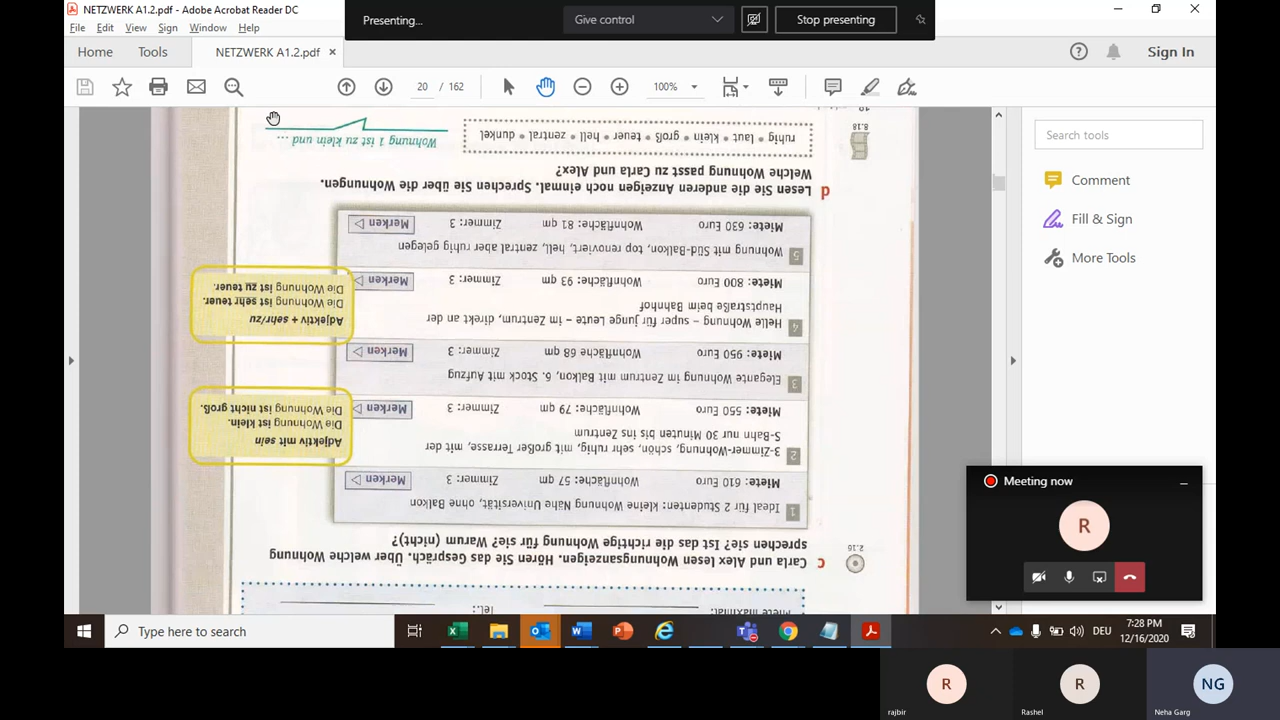 NETZWERK A1.2.pdf - Adobe Acrobat Reader DC
Presenting...
Give control
Stop presenting
File Edit View Sign Window Help
Home
Tools
NETZWERK A1.2.pdf ×
Sign In
20 / 162
100%
Search tools
Comment
Fill & Sign
More Tools
Miete maximal:
Tel.:
2.16
c Carla und Alex lesen Wohnungsanzeigen. Hören Sie das Gespräch. Über welche Wohnung
sprechen sie? Ist das die richtige Wohnung für sie? Warum (nicht)?
1 Ideal für 2 Studenten: kleine Wohnung Nähe Universität, ohne Balkon
Miete: 610 Euro Wohnfläche: 57 qm Zimmer: 3 Merken
2 3-Zimmer-Wohnung, schön, sehr ruhig, mit großer Terrasse, mit der
S-Bahn nur 30 Minuten bis ins Zentrum
Miete: 550 Euro Wohnfläche: 79 qm Zimmer: 3 Merken
3 Elegante Wohnung im Zentrum mit Balkon, 6. Stock mit Aufzug
Miete: 950 Euro Wohnfläche 68 qm Zimmer: 3 Merken
4 Helle Wohnung – super für junge Leute – im Zentrum, direkt an der
Hauptstraße beim Bahnhof
Miete: 800 Euro Wohnfläche: 93 qm Zimmer: 3 Merken
5 Wohnung mit Süd-Balkon, top renoviert, hell, zentral aber ruhig gelegen
Miete: 630 Euro Wohnfläche: 81 qm Zimmer: 3 Merken
Adjektiv mit sein
Die Wohnung ist klein.
Die Wohnung ist nicht groß.
Adjektiv + sehr/zu
Die Wohnung ist sehr teuer.
Die Wohnung ist zu teuer.
d Lesen Sie die anderen Anzeigen noch einmal. Sprechen Sie über die Wohnungen.
Welche Wohnung passt zu Carla und Alex?
8.18
ruhig • laut • klein • groß • teuer • hell • zentral • dunkel
Wohnung 1 ist zu klein und ...
Meeting now
R
Type here to search
DEU
7:28 PM
12/16/2020
R
rajbir
R
Rashel
NG
Neha Garg